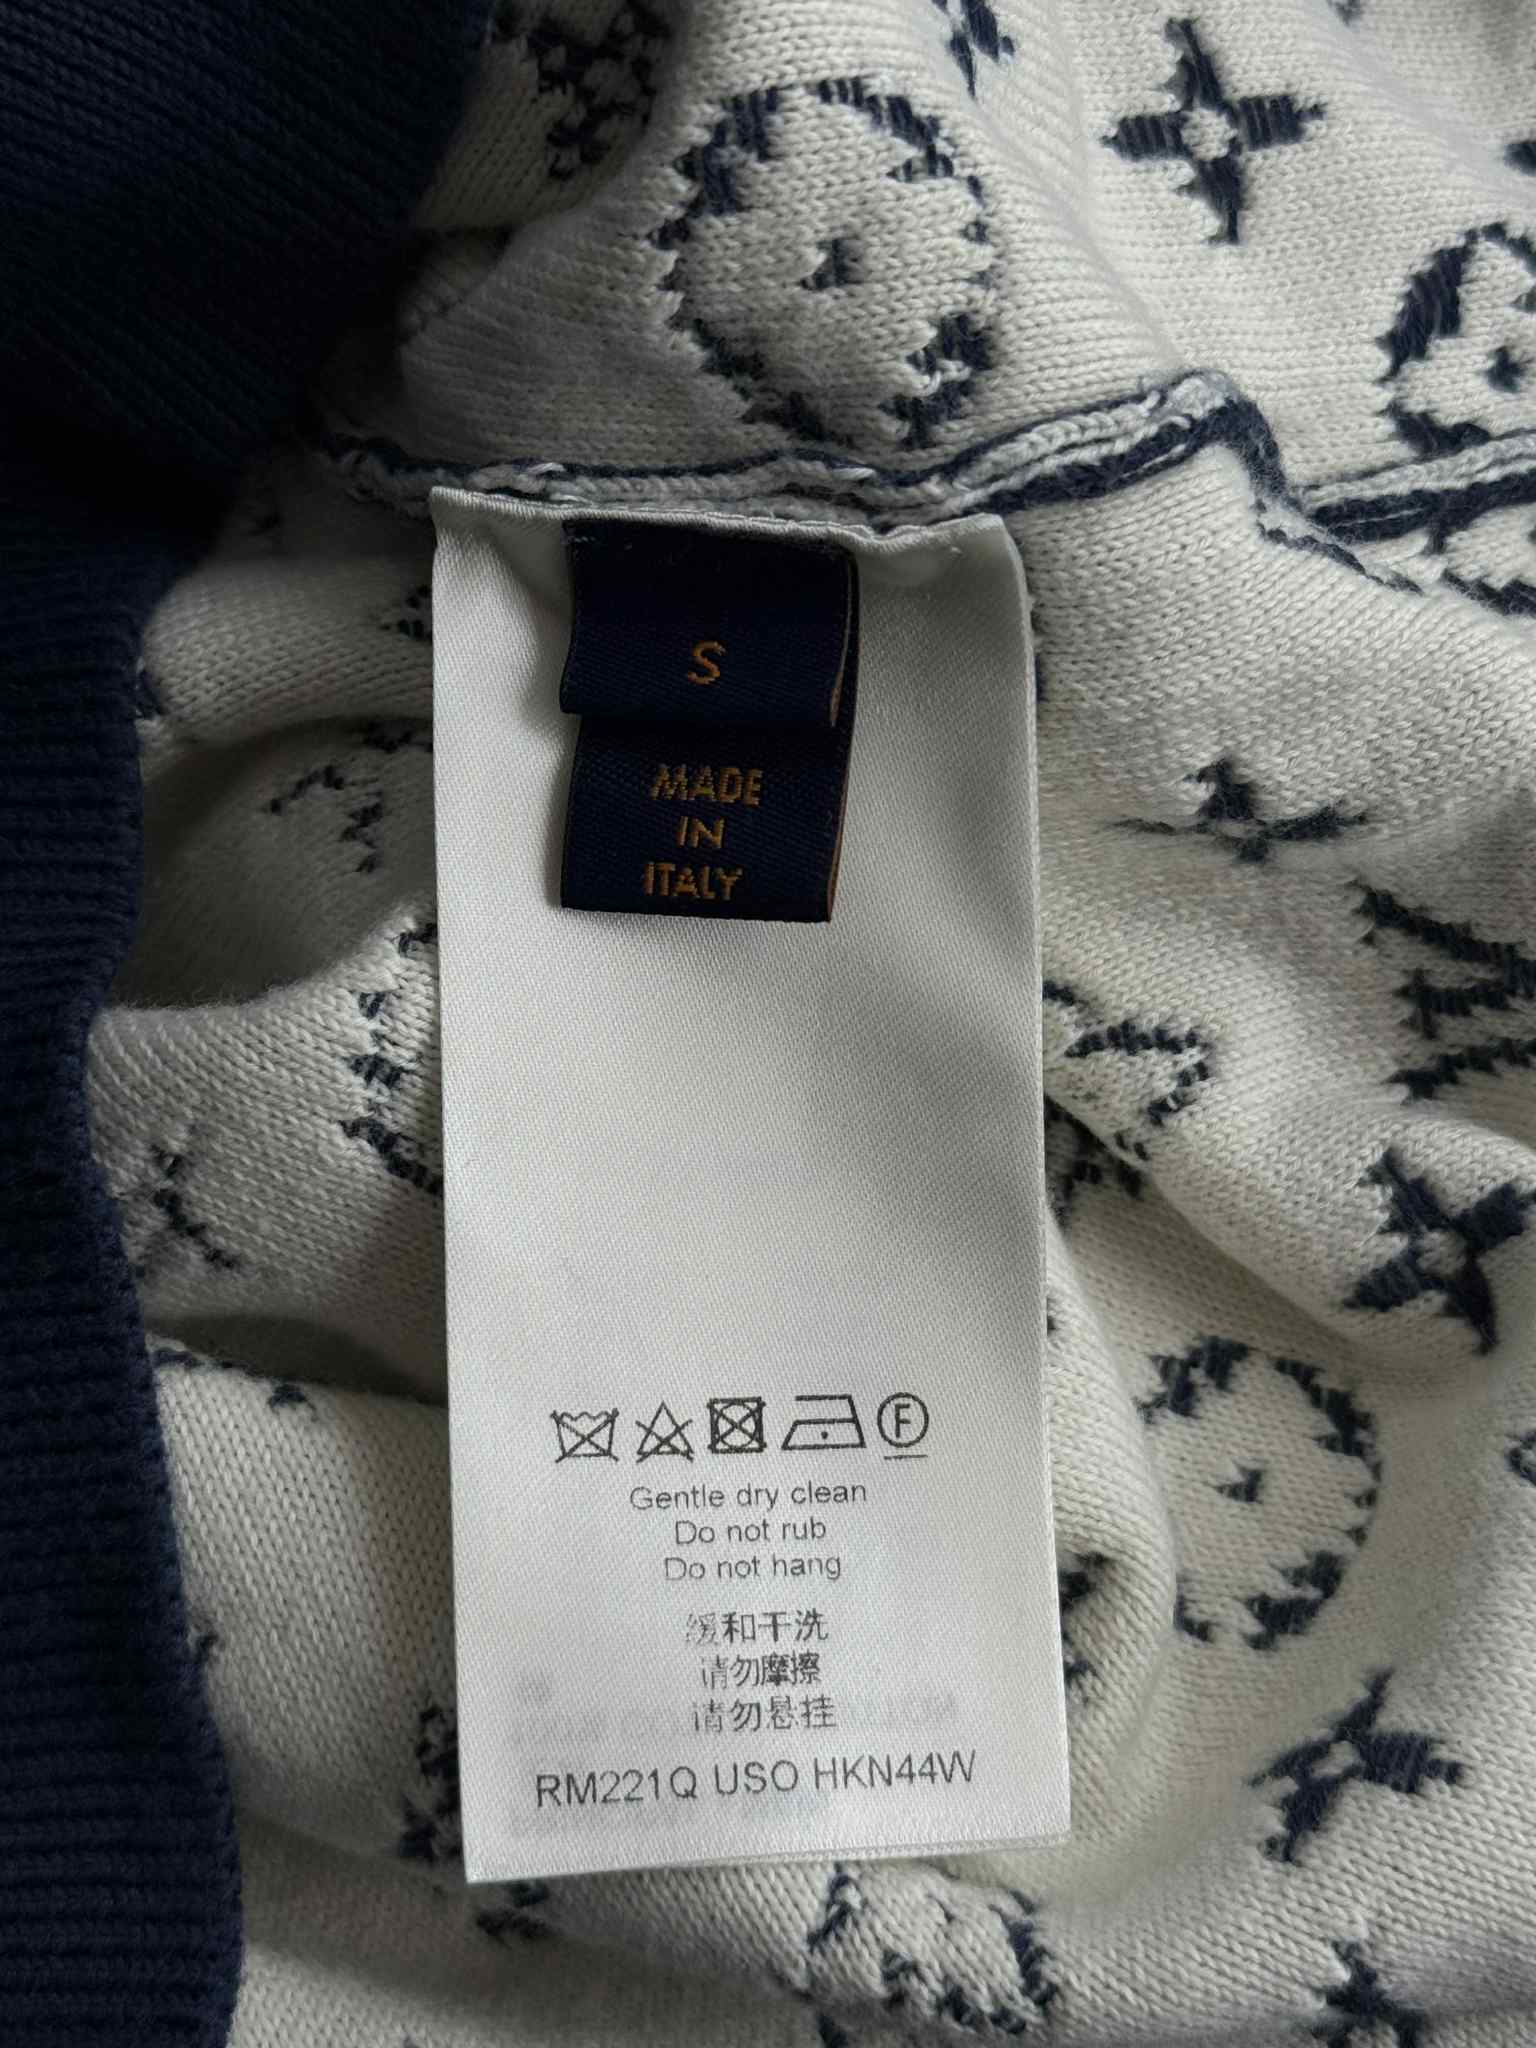 S
MADE
IN
ITALY
F
Gentle dry clean
Do not rub
Do not hang
缓和干洗
请勿摩擦
请勿悬挂
RM221Q USO HKN44W